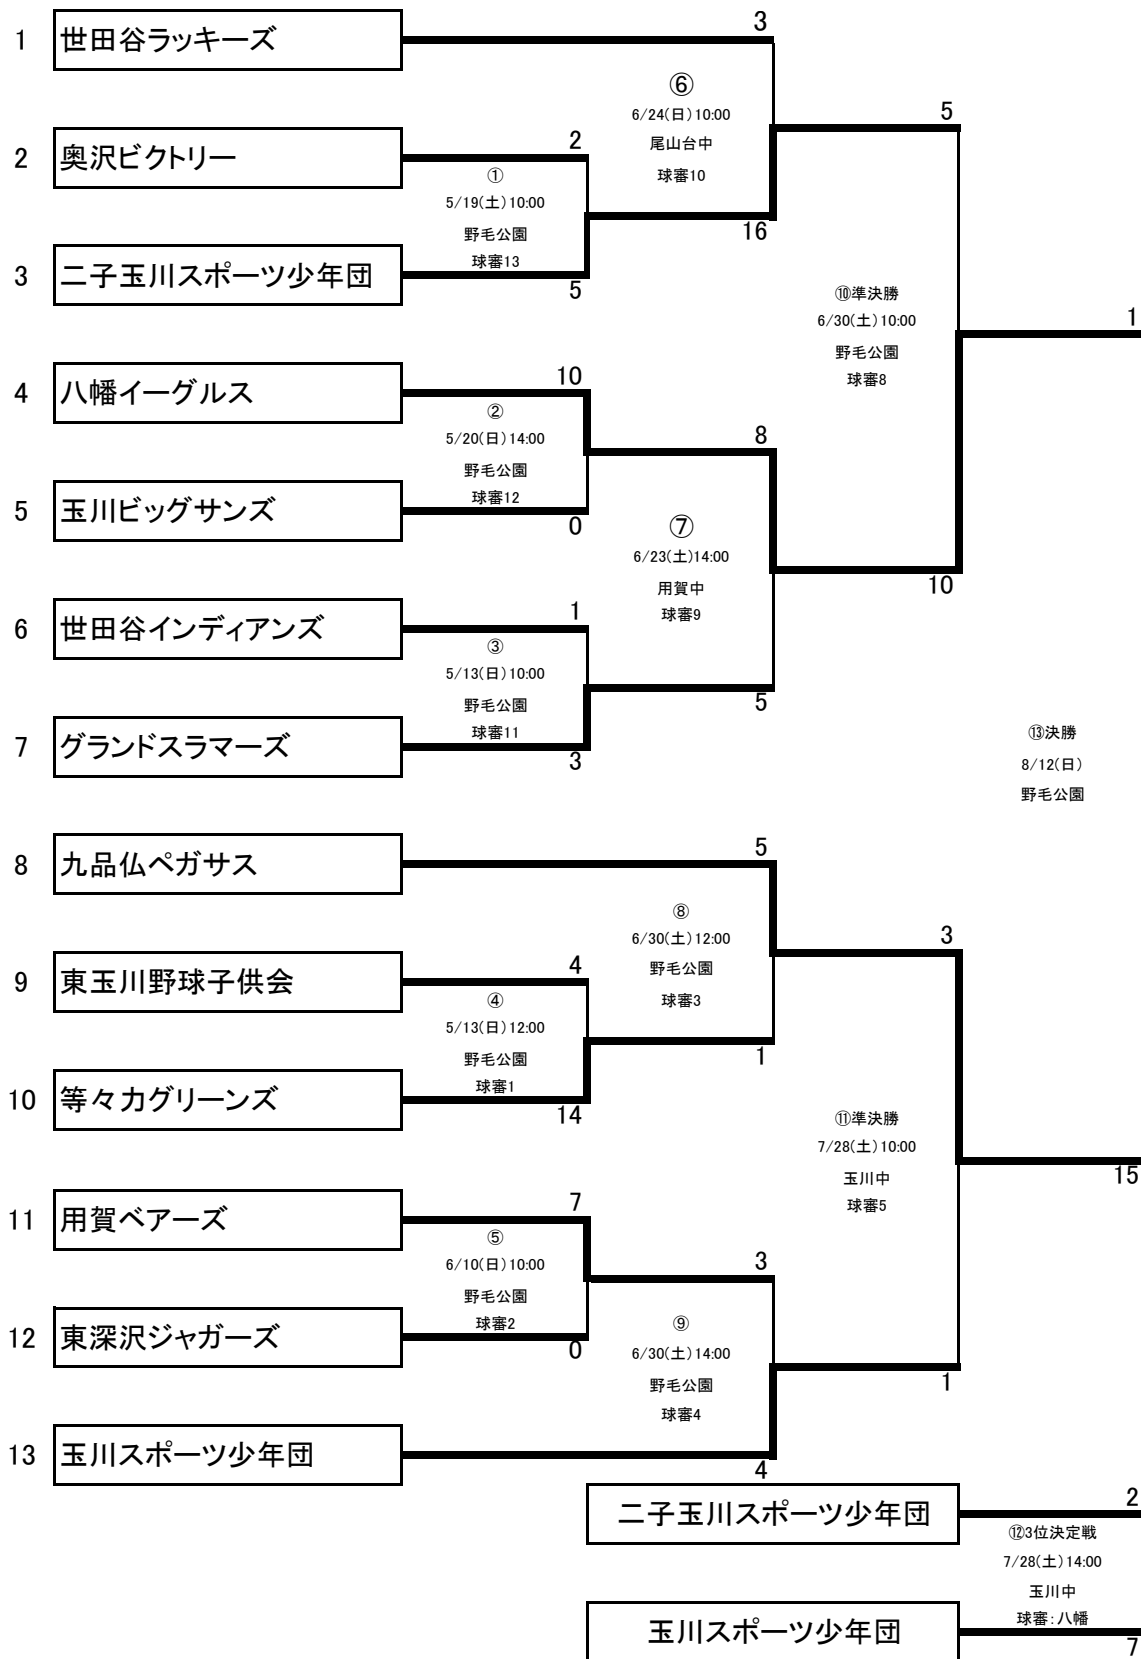 3
1 世田谷ラッキーズ
⑥
6/24(日)10:00
尾山台中
球審10
5
2 奥沢ビクトリー
2
①
5/19(土)10:00
野毛公園
球審13
16
3 二子玉川スポーツ少年団
5
⑩準決勝
6/30(土)10:00
野毛公園
球審8
1
4 八幡イーグルス
10
②
5/20(日)14:00
野毛公園
球審12
8
5 玉川ビッグサンズ
0
⑦
6/23(土)14:00
用賀中
球審9
10
6 世田谷インディアンズ
1
③
5/13(日)10:00
野毛公園
球審11
5
7 グランドスラマーズ
3
⑬決勝
8/12(日)
野毛公園
8 九品仏ペガサス
5
⑧
6/30(土)12:00
野毛公園
球審3
3
9 東玉川野球子供会
4
④
5/13(日)12:00
野毛公園
球審1
1
10 等々力グリーンズ
14
⑪準決勝
7/28(土)10:00
玉川中
球審5
15
11 用賀ベアーズ
7
⑤
6/10(日)10:00
野毛公園
球審2
3
12 東深沢ジャガーズ
0
⑨
6/30(土)14:00
野毛公園
球審4
1
13 玉川スポーツ少年団
4
二子玉川スポーツ少年団
2
⑫3位決定戦
7/28(土)14:00
玉川中
球審:八幡
玉川スポーツ少年団
7